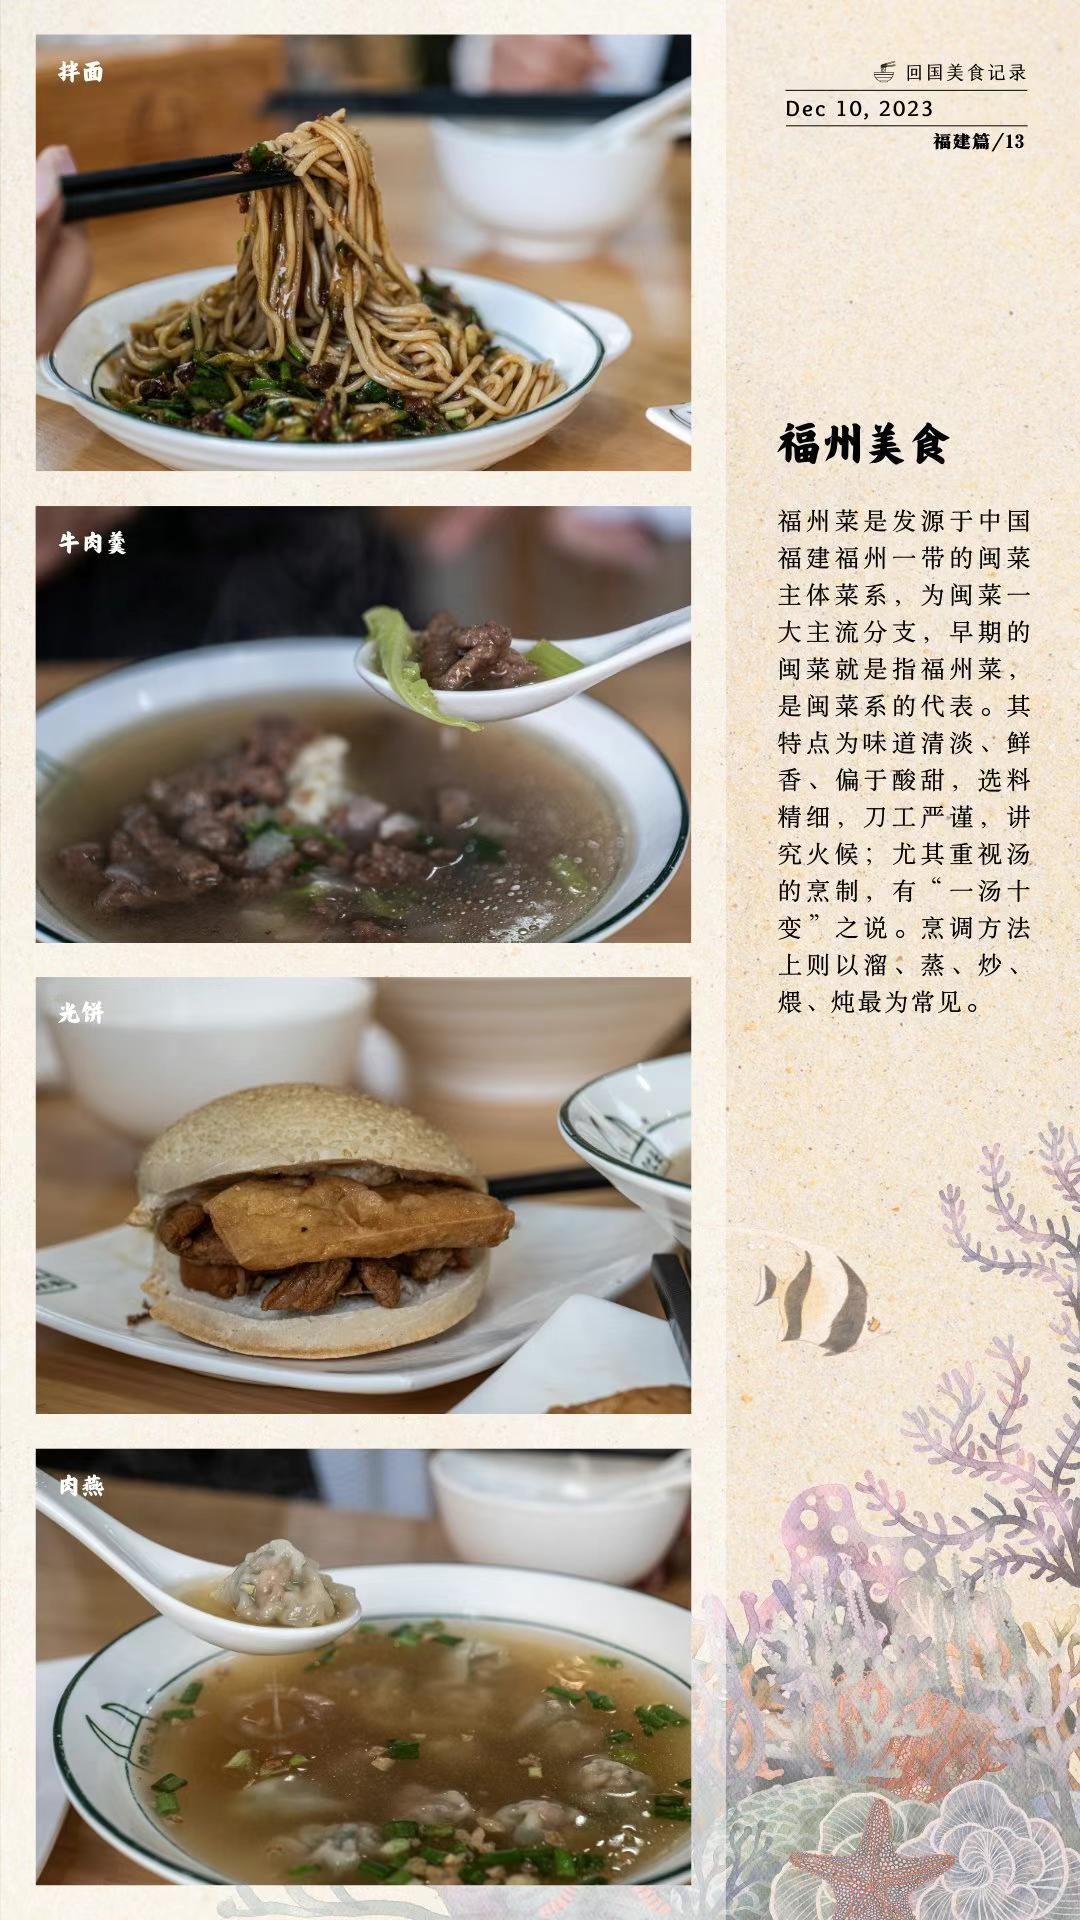 拌面
牛肉羹
光饼
肉燕
回国美食记录
Dec 10, 2023
福建篇/13
福州美食
福州菜是发源于中国
福建福州一带的闽菜
主体菜系，为闽菜一
大主流分支，早期的
闽菜就是指福州菜，
是闽菜系的代表。其
特点为味道清淡、鲜
香、偏于酸甜，选料
精细，刀工严谨，讲
究火候；尤其重视汤
的烹制，有“一汤十
变”之说。烹调方法
上则以溜、蒸、炒、
煨、炖最为常见。